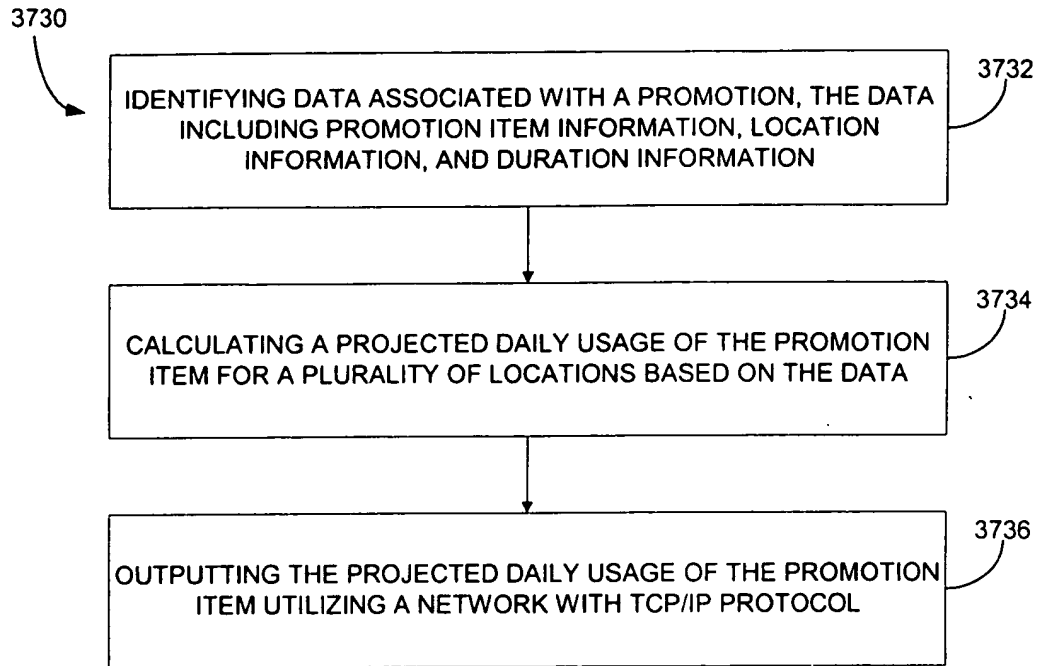 3730
3732
IDENTIFYING DATA ASSOCIATED WITH A PROMOTION, THE DATA
INCLUDING PROMOTION ITEM INFORMATION, LOCATION
INFORMATION, AND DURATION INFORMATION
3734
CALCULATING A PROJECTED DAILY USAGE OF THE PROMOTION
ITEM FOR A PLURALITY OF LOCATIONS BASED ON THE DATA
3736
OUTPUTTING THE PROJECTED DAILY USAGE OF THE PROMOTION
ITEM UTILIZING A NETWORK WITH TCP/IP PROTOCOL